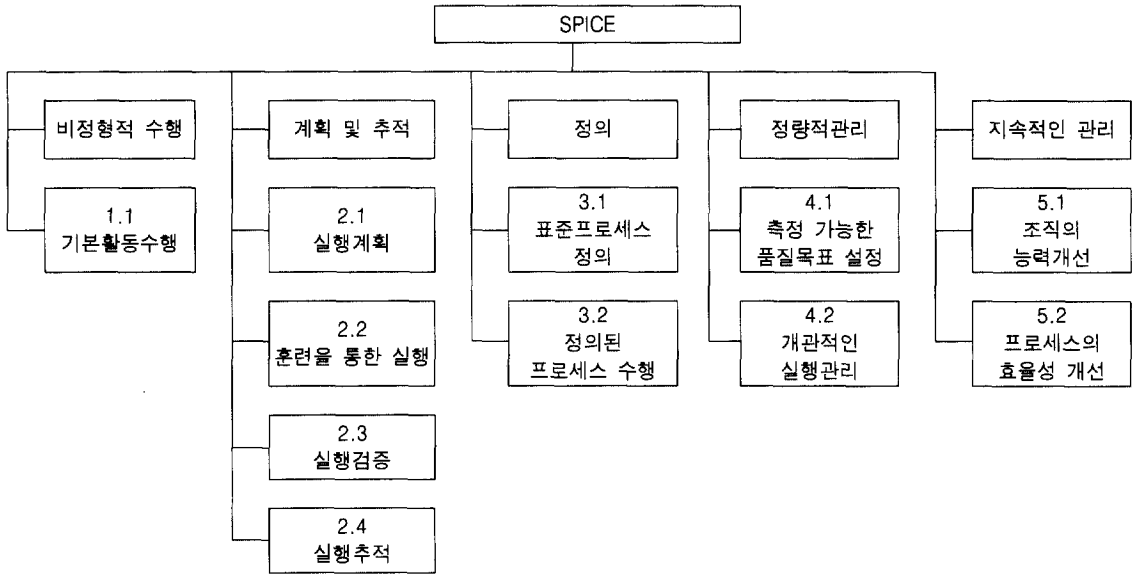 SPICE
비정형적 수행
1.1
기본활동수행
계획 및 추적
2.1
실행계획
2.2
훈련을 통한 실행
2.3
실행검증
2.4
실행추적
정의
3.1
표준프로세스
정의
3.2
정의된
프로세스 수행
정량적관리
4.1
측정 가능한
품질목표 설정
4.2
개관적인
실행관리
지속적인 관리
5.1
조직의
능력개선
5.2
프로세스의
효율성 개선